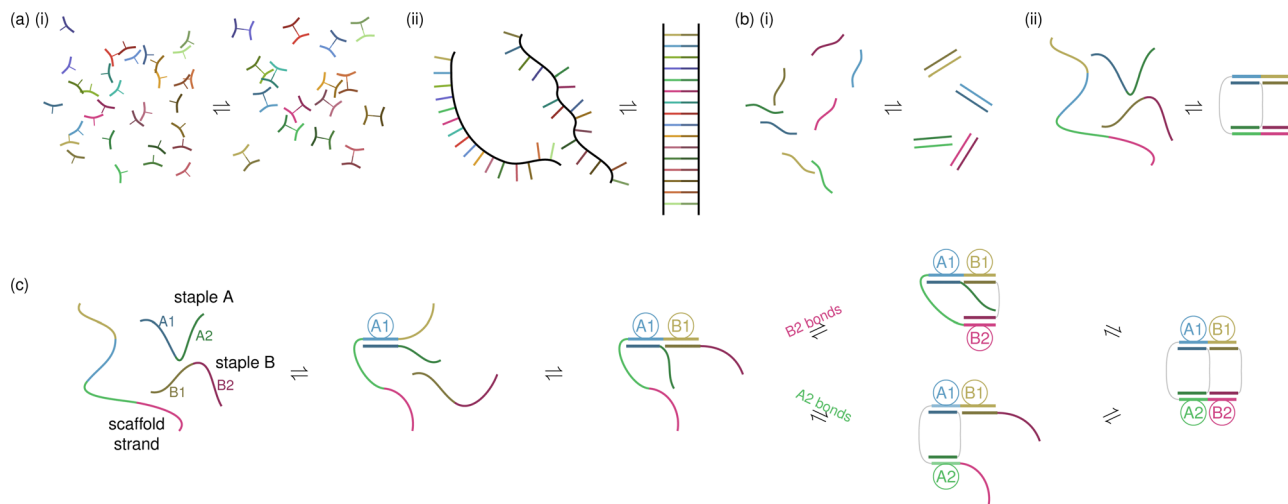 (a) (i)
(ii)
(b) (i)
(ii)
(c)
staple A
A1
A2
staple B
B1
B2
scaffold
strand
A1
A1
B1
B2 bonds
A2 bonds
A1
B1
B2
A1
B1
A2
A1
B1
A2
B2